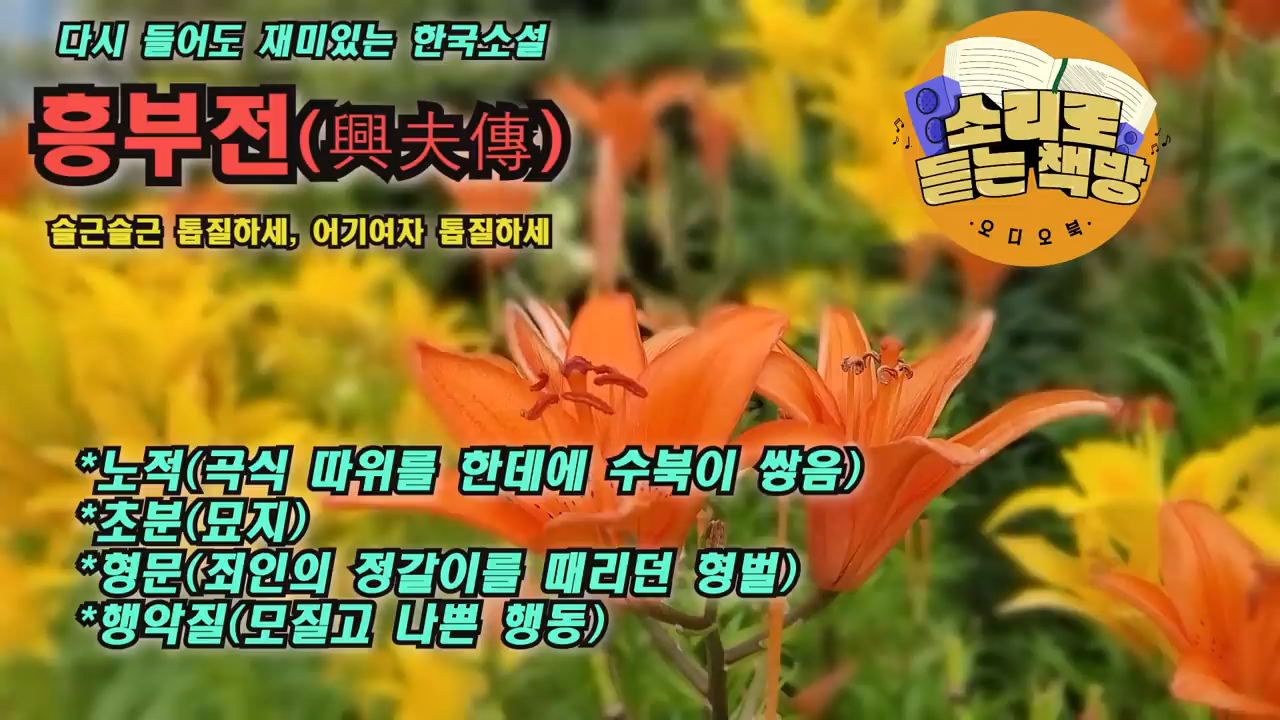 다시 들어도 재미있는 한국소설
흥부전(興夫傳)
슬근슬근 톱질하세, 어기여차 톱질하세
소리로
듣는 책방
·오디오북·
*노적(곡식 따위를 한데에 수북이 쌓음)
*초분(묘지)
*형문(죄인의 정갈이를 때리던 형벌)
*행악질(모질고 나쁜 행동)